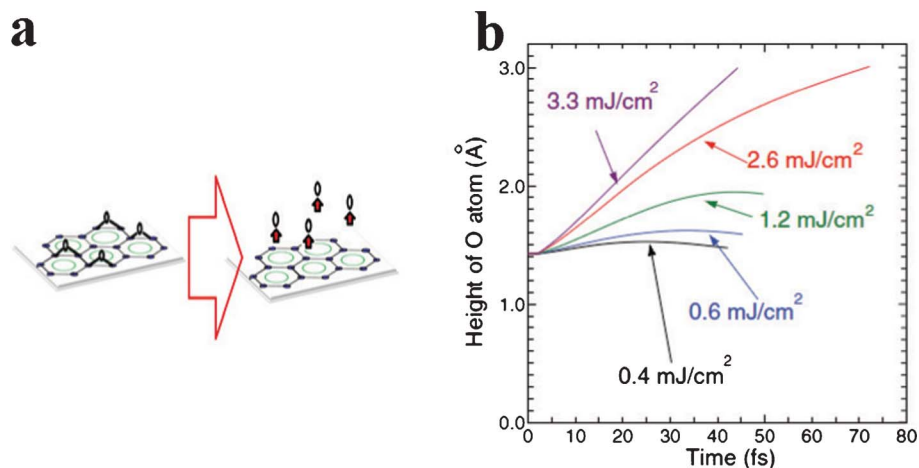 a
b
3.0
2.0
1.0
0.0
Height of O atom (Å)
3.3 mJ/cm²
2.6 mJ/cm²
1.2 mJ/cm²
0.6 mJ/cm²
0.4 mJ/cm²
0 10 20 30 40 50 60 70 80
Time (fs)